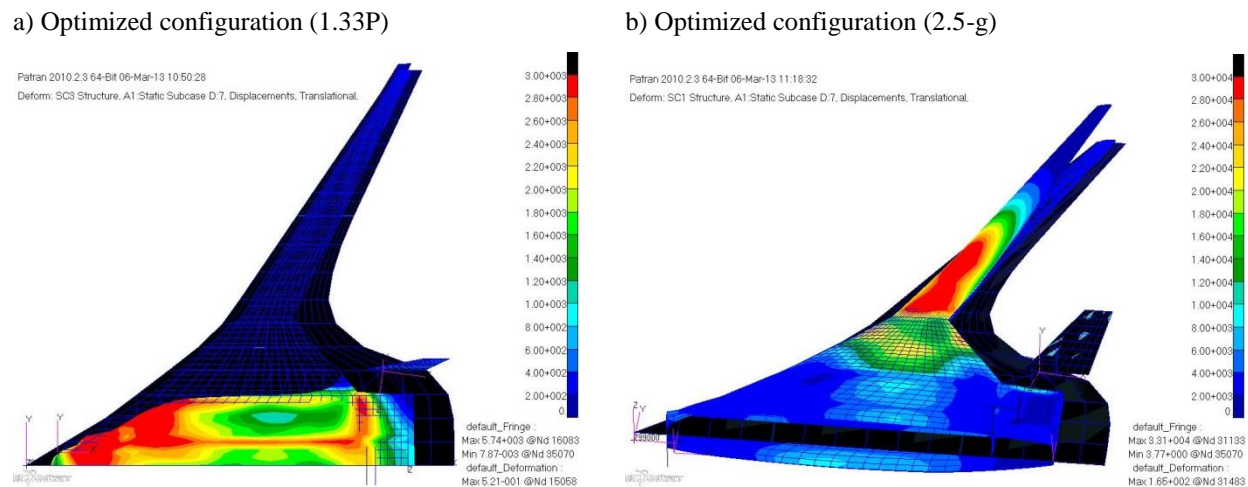 a) Optimized configuration (1.33P)
Patran 2010.2.3 64-Bit 06-Mar-13 10:50:28
Deform: SC3 Structure, A1:Static Subcase D:7, Displacements, Translational,
3.00+003
2.80+003
2.60+003
2.40+003
2.20+003
2.00+003
1.80+003
1.60+003
1.40+003
1.20+003
1.00+003
8.00+002
6.00+002
4.00+002
2.00+002
0.
Y
Y
X
Z
Z
default_Fringe :
Max 5.74+003 @Nd 16083
Min 7.87-003 @Nd 35070
default_Deformation :
Max 5.21-001 @Nd 15058
b) Optimized configuration (2.5-g)
Patran 2010.2.3 64-Bit 06-Mar-13 11:18:32
Deform: SC1 Structure, A1:Static Subcase D:7, Displacements, Translational,
3.00+004
2.80+004
2.60+004
2.40+004
2.20+004
2.00+004
1.80+004
1.60+004
1.40+004
1.20+004
1.00+004
8.00+003
6.00+003
4.00+003
2.00+003
0.
Y
Z
Y
default_Fringe :
Max 3.31+004 @Nd 31133
Min 3.77+000 @Nd 35070
default_Deformation :
Max 1.65+002 @Nd 31483